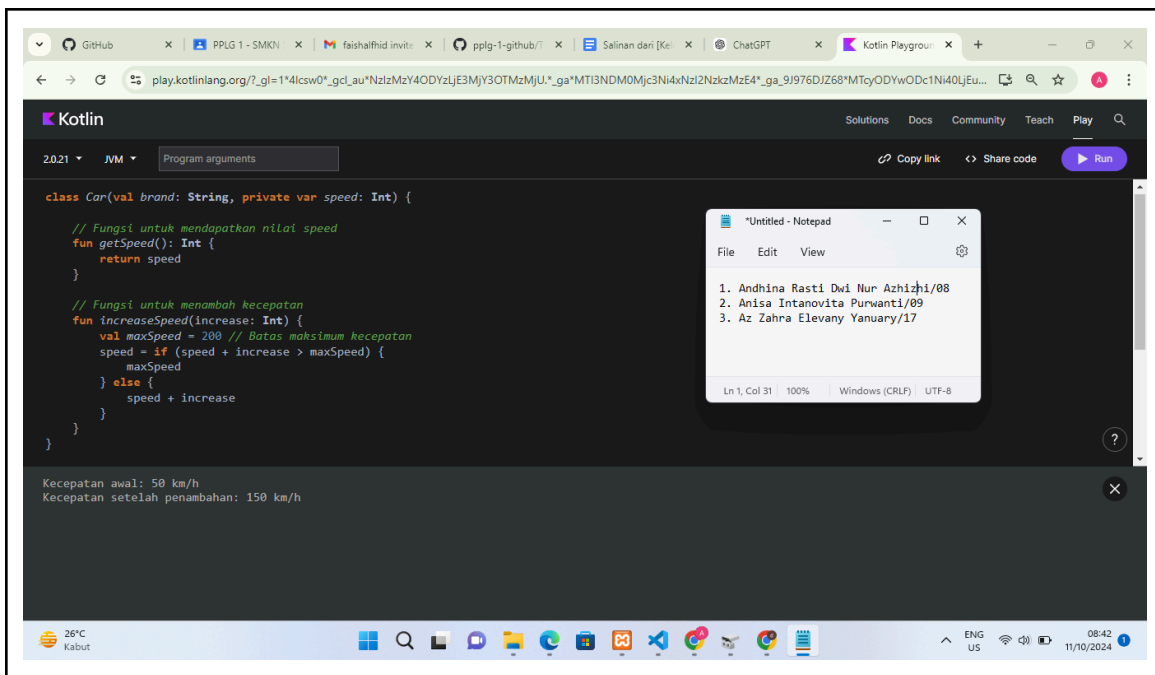 GitHub
PPLG 1 - SMKN
faishalfhid invite
pplg-1-github/T
Salinan dari [Kel
ChatGPT
Kotlin Playgroun
play.kotlinlang.org/?_gl=1*4lcsw0*_gcl_au*NzIzMzY4ODYzLjE3MjY3OTMzMjU.*_ga*MTI3NDM0Mjc3Ni4xNzI2NzkzMzE4*_ga_9J976DJZ68*MTcyODYwODc1Ni40LjEu...
A
Kotlin
Solutions Docs Community Teach Play
2.0.21 JVM Program arguments
Copy link <> Share code Run
class Car(val brand: String, private var speed: Int) {
// Fungsi untuk mendapatkan nilai speed
fun getSpeed(): Int {
return speed
}
// Fungsi untuk menambah kecepatan
fun increaseSpeed(increase: Int) {
val maxSpeed = 200 // Batas maksimum kecepatan
speed = if (speed + increase > maxSpeed) {
maxSpeed
} else {
speed + increase
}
}
}
*Untitled - Notepad
File Edit View
1. Andhina Rasti Dwi Nur Azhizhi/08
2. Anisa Intanovita Purwanti/09
3. Az Zahra Elevany Yanuary/17
Ln 1, Col 31 100% Windows (CRLF) UTF-8
?
Kecepatan awal: 50 km/h
Kecepatan setelah penambahan: 150 km/h
26°C
Kabut
ENG
US
08:42
11/10/2024
1